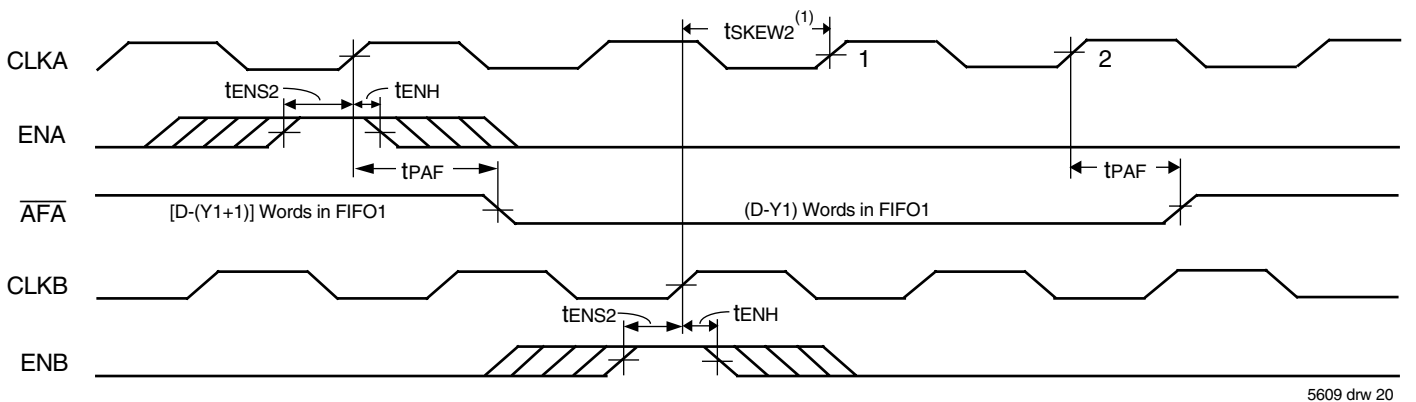 tSKEW2(1)
CLKA
1
2
tENS2
tENH
ENA
tPAF
tPAF
AFA
[D-(Y1+1)] Words in FIFO1
(D-Y1) Words in FIFO1
CLKB
tENS2
tENH
ENB
5609 drw 20